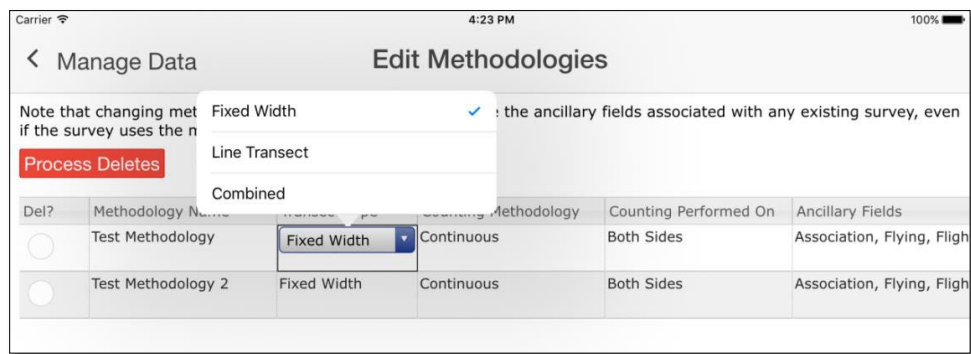 Carrier
4:23 PM
100%
Manage Data
Edit Methodologies
Note that changing met
the ancillary fields associated with any existing survey, even
if the survey uses the
Fixed Width
Line Transect
Combined
Process Deletes
Del? Methodology Counting Performed On Ancillary Fields
Test Methodology Fixed Width Continuous Both Sides Association, Flying, Fligh
Test Methodology 2 Fixed Width Continuous Both Sides Association, Flying, Fligh